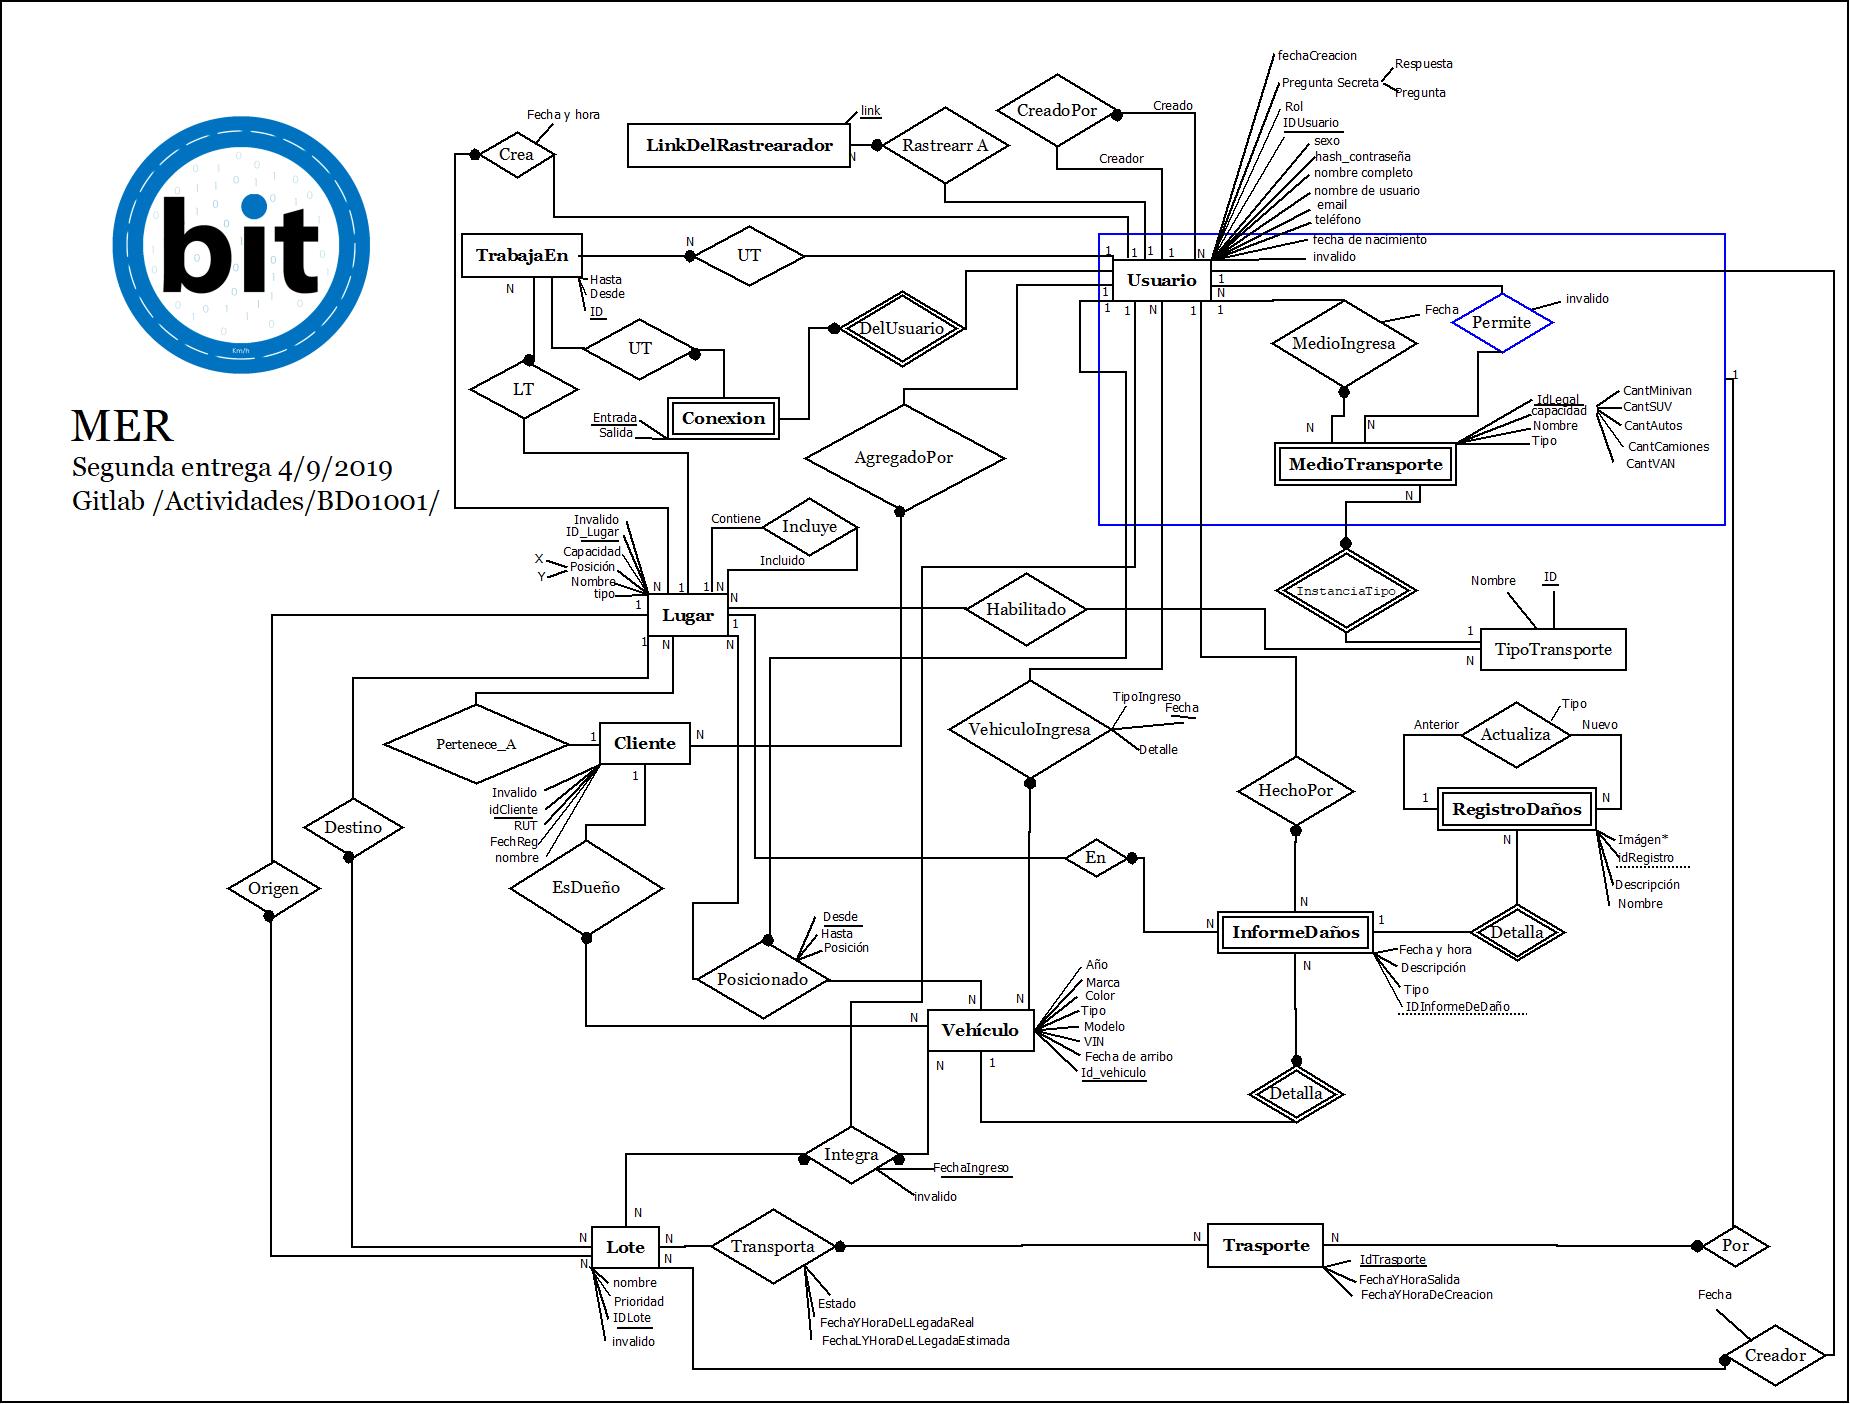 bit
Km/h
MER
Segunda entrega 4/9/2019
Gitlab /Actividades/BD01001/
Fecha y hora
Crea
link
LinkDelRastrearador
N
Rastrearr A
CreadoPor
Creado
Creador
fechaCreacion
Pregunta Secreta
Respuesta
Pregunta
Rol
IDUsuario
sexo
hash_contraseña
nombre completo
nombre de usuario
email
teléfono
fecha de nacimiento
invalido
TrabajaEn
N
UT
N
Hasta
Desde
ID
1
1
1
1
N
Usuario
1
1
N
1
1
N
1
1
DelUsuario
UT
LT
Entrada
Salida
Conexion
AgregadoPor
MedioIngresa
Fecha
Permite
invalido
1
N
N
IdLegal
capacidad
Nombre
Tipo
CantMinivan
CantSUV
CantAutos
CantCamiones
CantVAN
MedioTransporte
N
Contiene
Incluye
Incluido
Invalido
ID_Lugar
Capacidad
X
Posición
Y
Nombre
tipo
N
1
1
N
N
1
Lugar
1
1
N
N
Habilitado
InstanciaTipo
Nombre
ID
1
TipoTransporte
N
Pertenece_A
1
Cliente
N
1
Invalido
idCliente
RUT
FechReg
nombre
VehiculoIngresa
TipoIngreso
Fecha
Detalle
HechoPor
Anterior
Actualiza
Tipo
Nuevo
1
RegistroDaños
N
N
Imágen*
idRegistro
Descripción
Nombre
Destino
Origen
EsDueño
En
N
N
InformeDaños
1
N
Detalla
Fecha y hora
Descripción
Tipo
IDInformeDeDaño
Posicionado
Desde
Hasta
Posición
N
N
N
Vehículo
N
1
Año
Marca
Color
Tipo
Modelo
VIN
Fecha de arribo
Id_vehiculo
Detalla
Integra
FechaIngreso
invalido
N
N
Lote
N
N
N
nombre
Prioridad
IDLote
invalido
Transporta
Estado
FechaYHoraDeLLegadaReal
FechaLYHoraDeLLegadaEstimada
N
Trasporte
N
IdTrasporte
FechaYHoraSalida
FechaYHoraDeCreacion
Por
Fecha
Creador